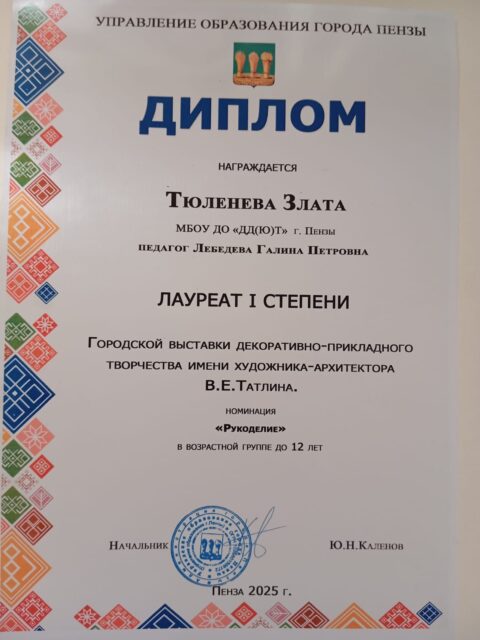 УПРАВЛЕНИЕ ОБРАЗОВАНИЯ ГОРОДА ПЕНЗЫ
ДИПЛОМ
НАГРАЖДАЕТСЯ
ТЮЛЕНЕВА ЗЛАТА
МБОУ ДО «ДД(Ю)Т» г. ПЕНЗЫ
ПЕДАГОГ ЛЕБЕДЕВА ГАЛИНА ПЕТРОВНА
ЛАУРЕАТ I СТЕПЕНИ
ГОРОДСКОЙ ВЫСТАВКИ ДЕКОРАТИВНО-ПРИКЛАДНОГО
ТВОРЧЕСТВА ИМЕНИ ХУДОЖНИКА-АРХИТЕКТОРА
В.Е.ТАТЛИНА.
НОМИНАЦИЯ
«РУКОДЕЛИЕ»
В ВОЗРАСТНОЙ ГРУППЕ ДО 12 ЛЕТ
НАЧАЛЬНИК Ю.Н.КАЛЕНОВ
ПЕНЗА 2025 г.